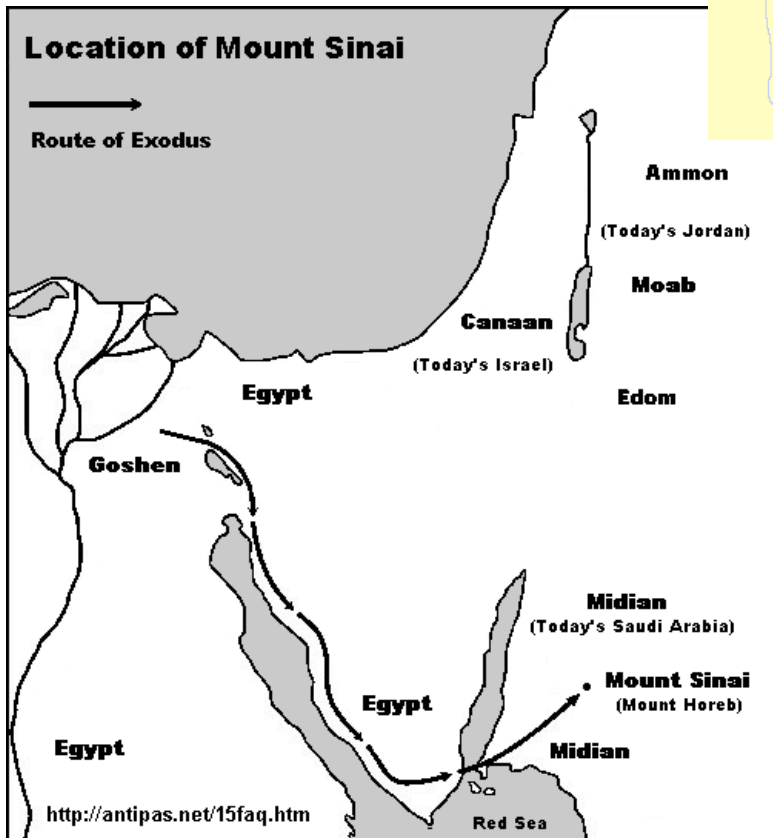 Location of Mount Sinai
Route of Exodus
Ammon
(Today's Jordan)
Moab
Canaan
(Today's Israel)
Egypt
Edom
Goshen
Midian
(Today's Saudi Arabia)
Mount Sinai
(Mount Horeb)
Egypt
Egypt
Midian
http://antipas.net/15faq.htm
Red Sea